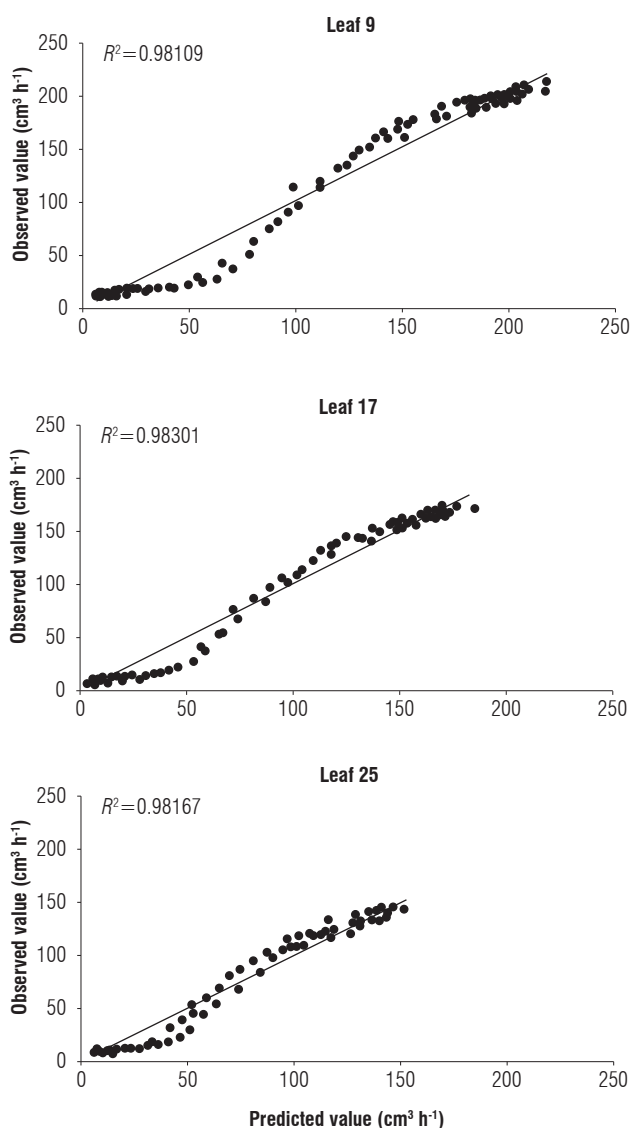 Leaf 9
R²=0.98109
Observed value (cm³ h⁻¹)
250
200
150
100
50
0
0 50 100 150 200 250
Leaf 17
R²=0.98301
Observed value (cm³ h⁻¹)
250
200
150
100
50
0
0 50 100 150 200 250
Leaf 25
R²=0.98167
Observed value (cm³ h⁻¹)
250
200
150
100
50
0
0 50 100 150 200 250
Predicted value (cm³ h⁻¹)